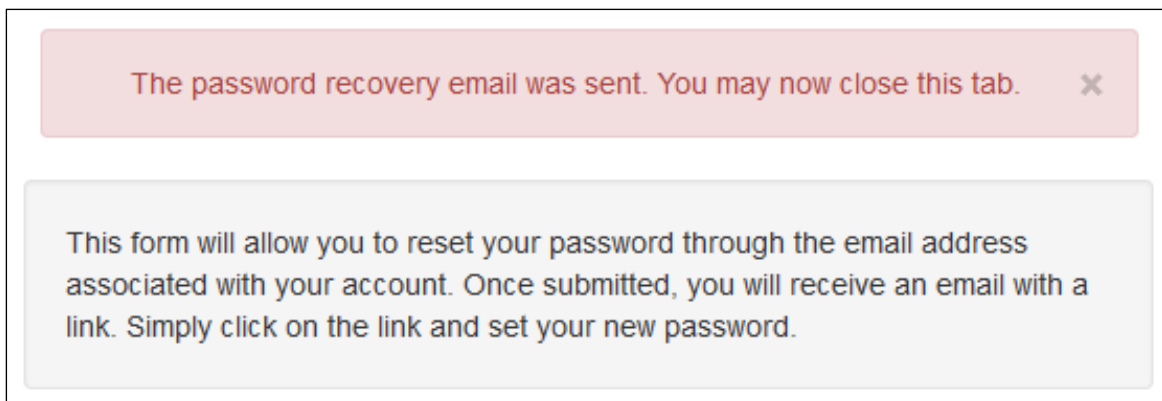 The password recovery email was sent. You may now close this tab. ×
This form will allow you to reset your password through the email address
associated with your account. Once submitted, you will receive an email with a
link. Simply click on the link and set your new password.